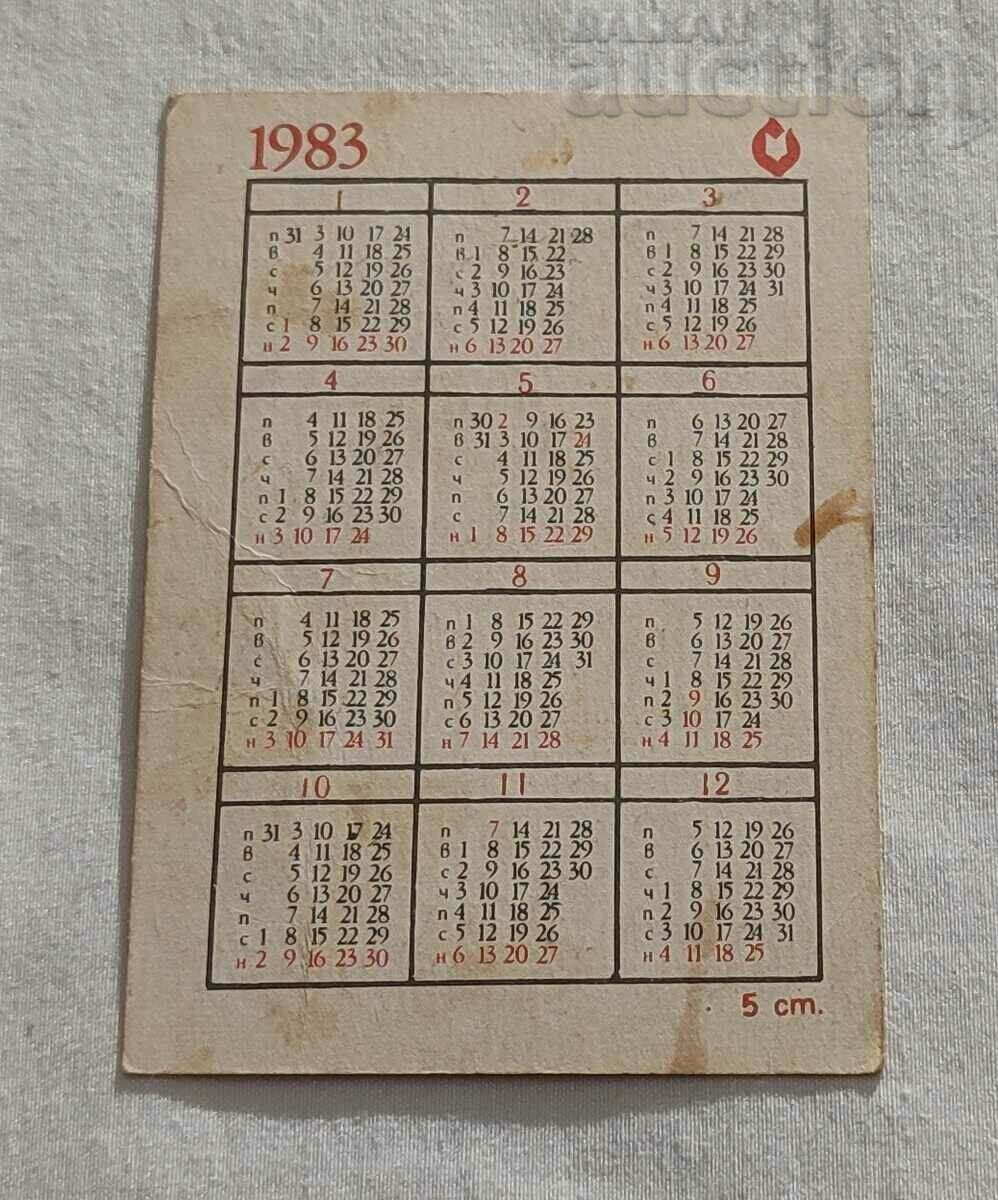 auction
1983
1 2 3
п 31 3 10 17 24
в 4 11 18 25
с 5 12 19 26
ч 6 13 20 27
п 7 14 21 28
с 1 8 15 22 29
н 2 9 16 23 30
п 7 14 21 28
в 1 8 15 22
с 2 9 16 23
ч 3 10 17 24
п 4 11 18 25
с 5 12 19 26
н 6 13 20 27
п 7 14 21 28
в 1 8 15 22 29
с 2 9 16 23 30
ч 3 10 17 24 31
п 4 11 18 25
с 5 12 19 26
н 6 13 20 27
4 5 6
п 4 11 18 25
в 5 12 19 26
с 6 13 20 27
ч 7 14 21 28
п 1 8 15 22 29
с 2 9 16 23 30
н 3 10 17 24
п 30 2 9 16 23
в 31 3 10 17 24
с 4 11 18 25
ч 5 12 19 26
п 6 13 20 27
с 7 14 21 28
н 1 8 15 22 29
п 6 13 20 27
в 7 14 21 28
с 1 8 15 22 29
ч 2 9 16 23 30
п 3 10 17 24
с 4 11 18 25
н 5 12 19 26
7 8 9
п 4 11 18 25
в 5 12 19 26
с 6 13 20 27
ч 7 14 21 28
п 1 8 15 22 29
с 2 9 16 23 30
н 3 10 17 24 31
п 1 8 15 22 29
в 2 9 16 23 30
с 3 10 17 24 31
ч 4 11 18 25
п 5 12 19 26
с 6 13 20 27
н 7 14 21 28
п 5 12 19 26
в 6 13 20 27
с 7 14 21 28
ч 1 8 15 22 29
п 2 9 16 23 30
с 3 10 17 24
н 4 11 18 25
10 11 12
п 31 3 10 17 24
в 4 11 18 25
с 5 12 19 26
ч 6 13 20 27
п 7 14 21 28
с 1 8 15 22 29
н 2 9 16 23 30
п 7 14 21 28
в 1 8 15 22 29
с 2 9 16 23 30
ч 3 10 17 24
п 4 11 18 25
с 5 12 19 26
н 6 13 20 27
п 5 12 19 26
в 6 13 20 27
с 7 14 21 28
ч 1 8 15 22 29
п 2 9 16 23 30
с 3 10 17 24 31
н 4 11 18 25
5 cm.